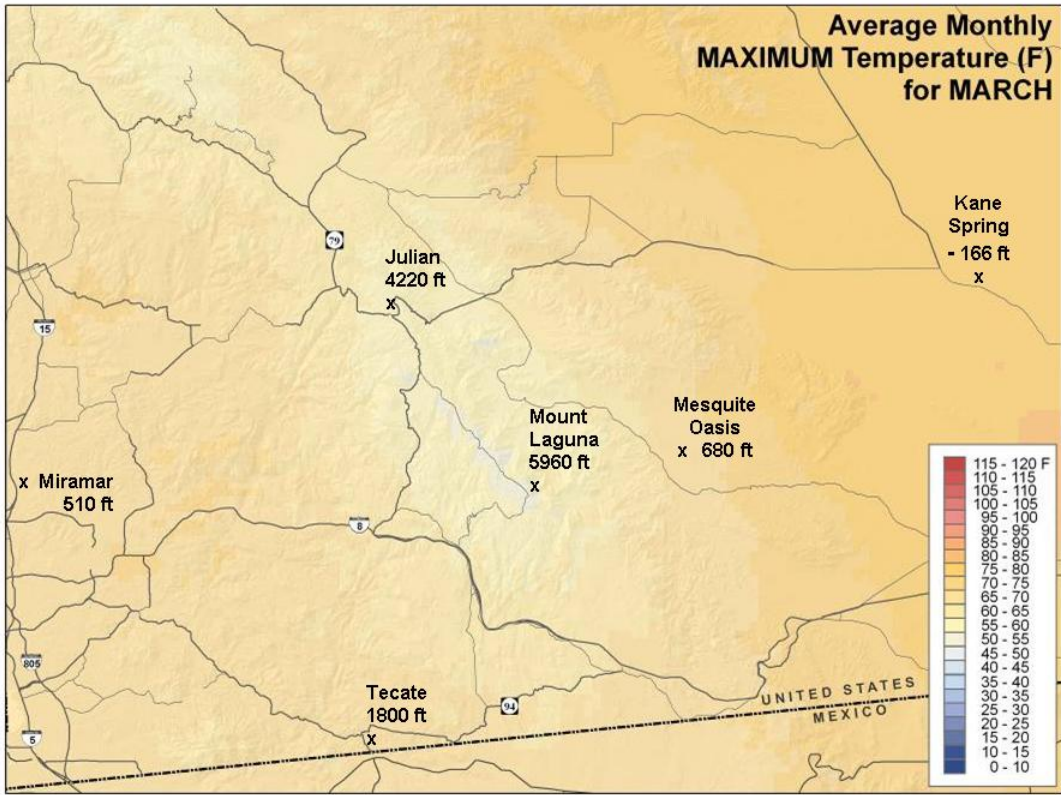 Average Monthly
MAXIMUM Temperature (F)
for MARCH
Kane
Spring
- 166 ft
x
79
Julian
4220 ft
x
15
Mount
Laguna
5960 ft
x
Mesquite
Oasis
x 680 ft
x Miramar
510 ft
8
115 - 120 F
110 - 115
105 - 110
100 - 105
95 - 100
90 - 95
85 - 90
80 - 85
75 - 80
70 - 75
65 - 70
60 - 65
55 - 60
50 - 55
45 - 50
40 - 45
35 - 40
30 - 35
25 - 30
20 - 25
15 - 20
10 - 15
0 - 10
805
Tecate
1800 ft
x
94
UNITED STATES
MEXICO
5